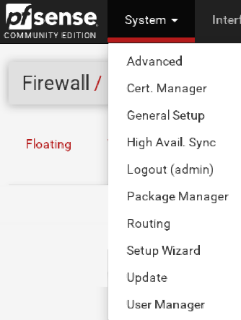 pfsense
COMMUNITY EDITION
System
Firewall /
Floating
Advanced
Cert. Manager
General Setup
High Avail. Sync
Logout (admin)
Package Manager
Routing
Setup Wizard
Update
User Manager